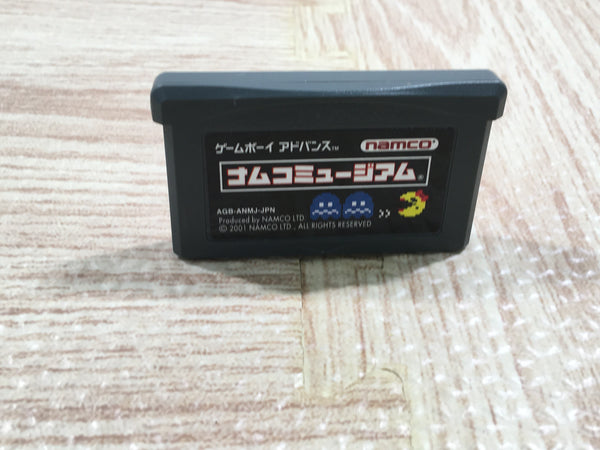 ゲームボーイ アドバンス™ namco®
ナムコミュージアム®
AGB-ANMJ-JPN
Produced by NAMCO LTD
© 2001 NAMCO LTD., ALL RIGHTS RESERVED